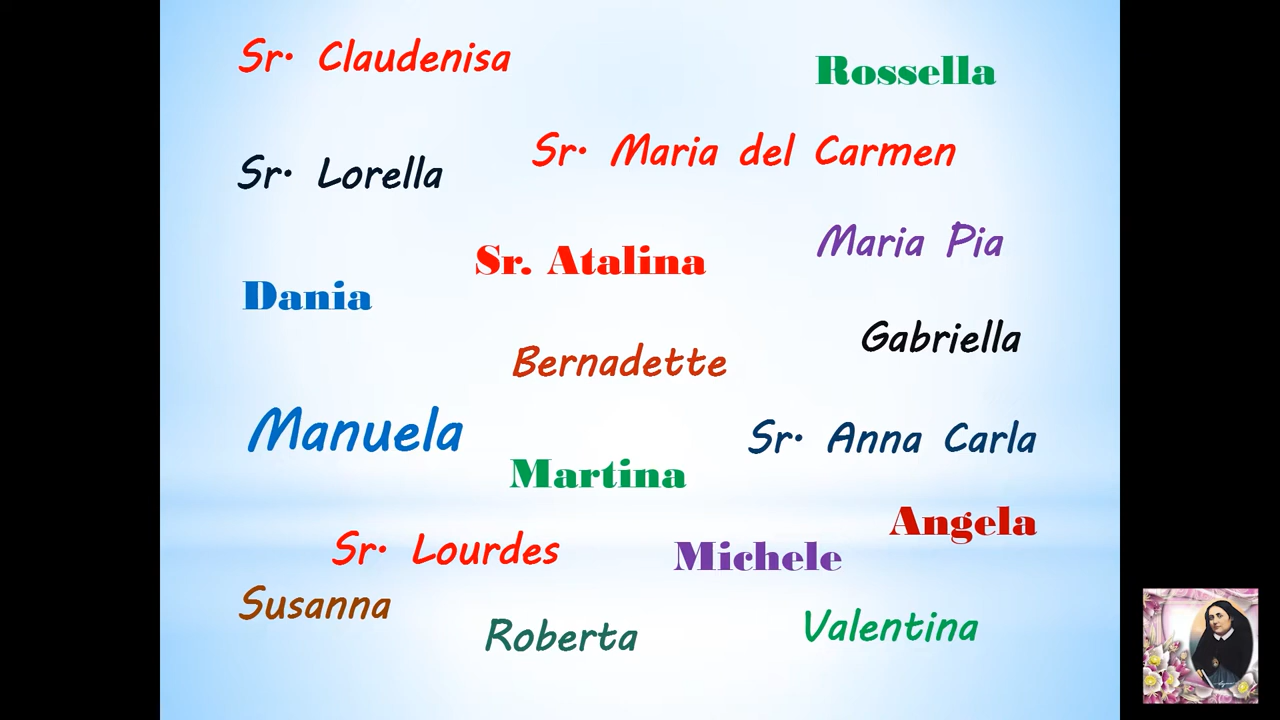 Sr. Claudenisa
Rossella
Sr. Maria del Carmen
Sr. Lorella
Maria Pia
Sr. Atalina
Dania
Gabriella
Bernadette
Manuela
Sr. Anna Carla
Martina
Angela
Sr. Lourdes
Michele
Susanna
Valentina
Roberta